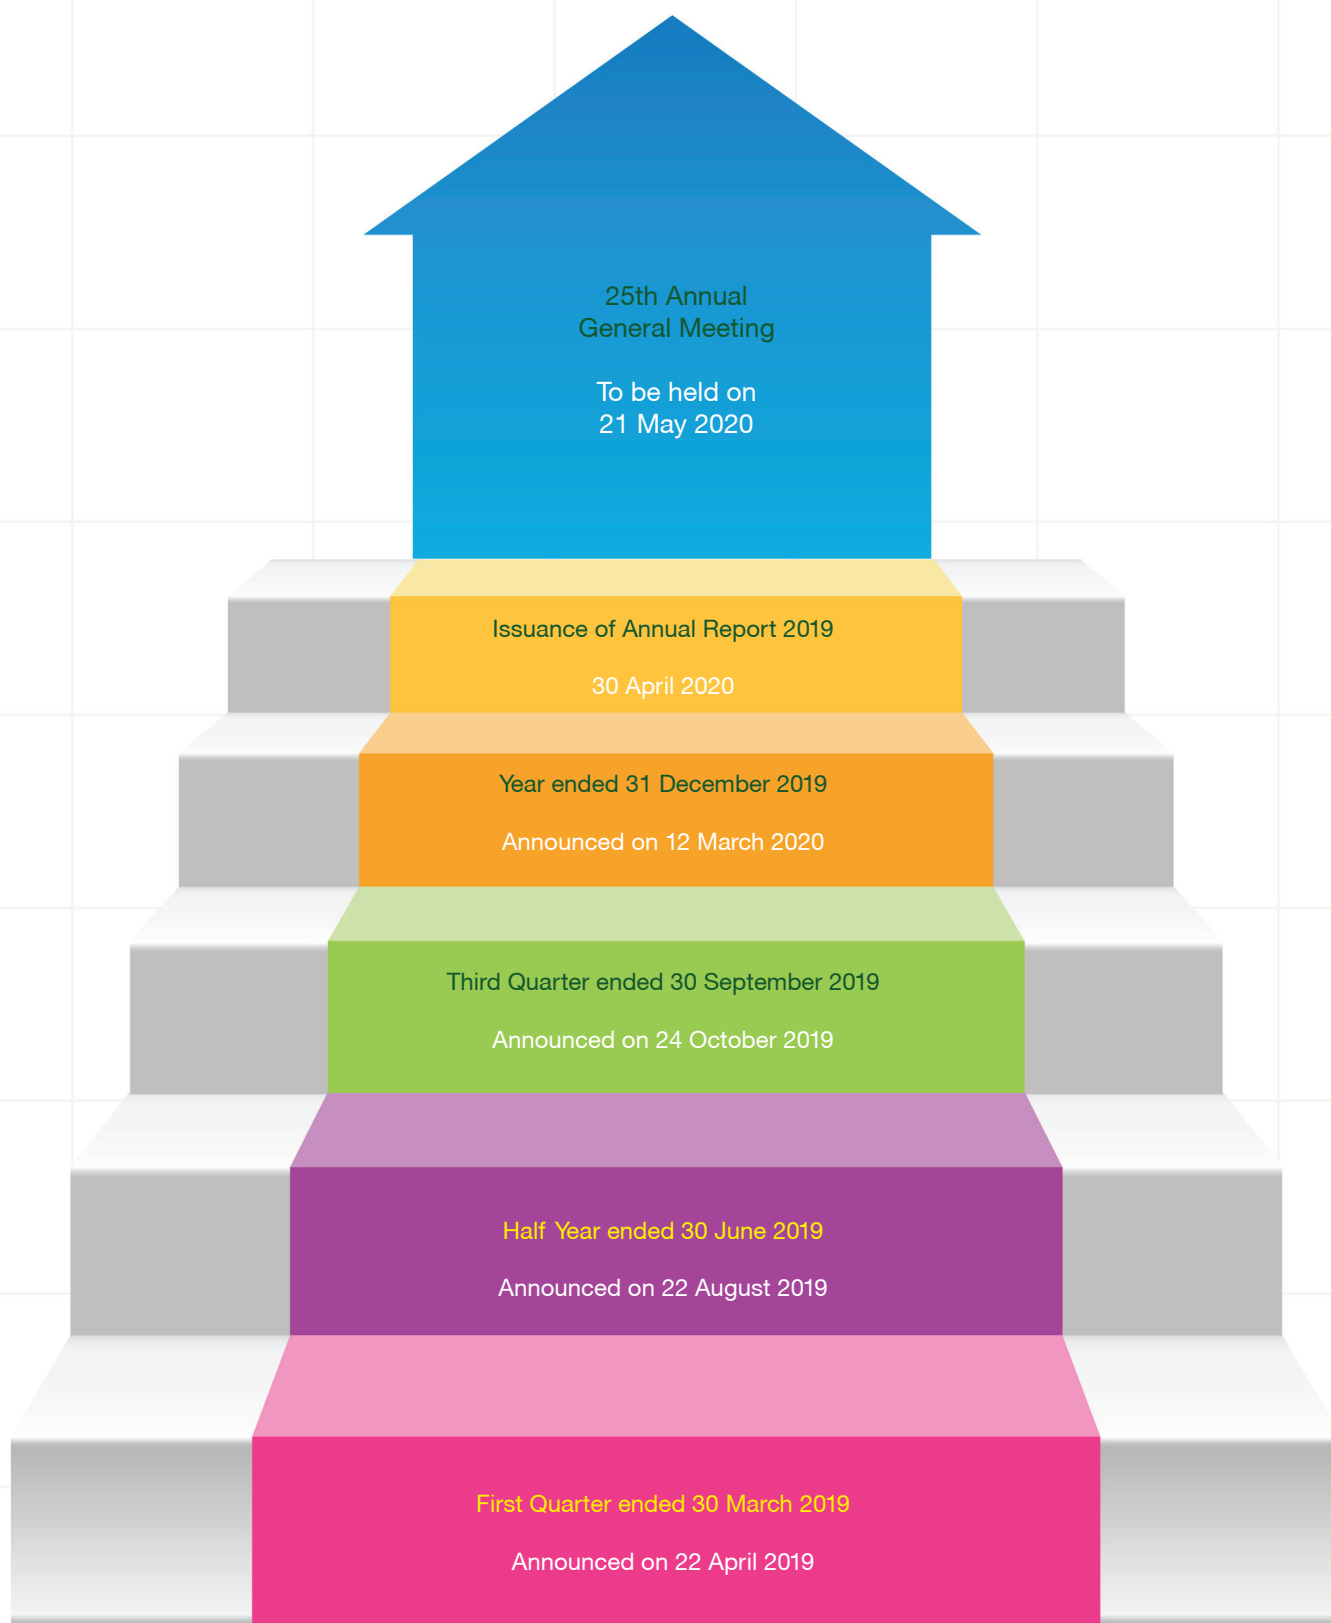 25th Annual
General Meeting
To be held on
21 May 2020
Issuance of Annual Report 2019
30 April 2020
Year ended 31 December 2019
Announced on 12 March 2020
Third Quarter ended 30 September 2019
Announced on 24 October 2019
Half Year ended 30 June 2019
Announced on 22 August 2019
First Quarter ended 30 March 2019
Announced on 22 April 2019